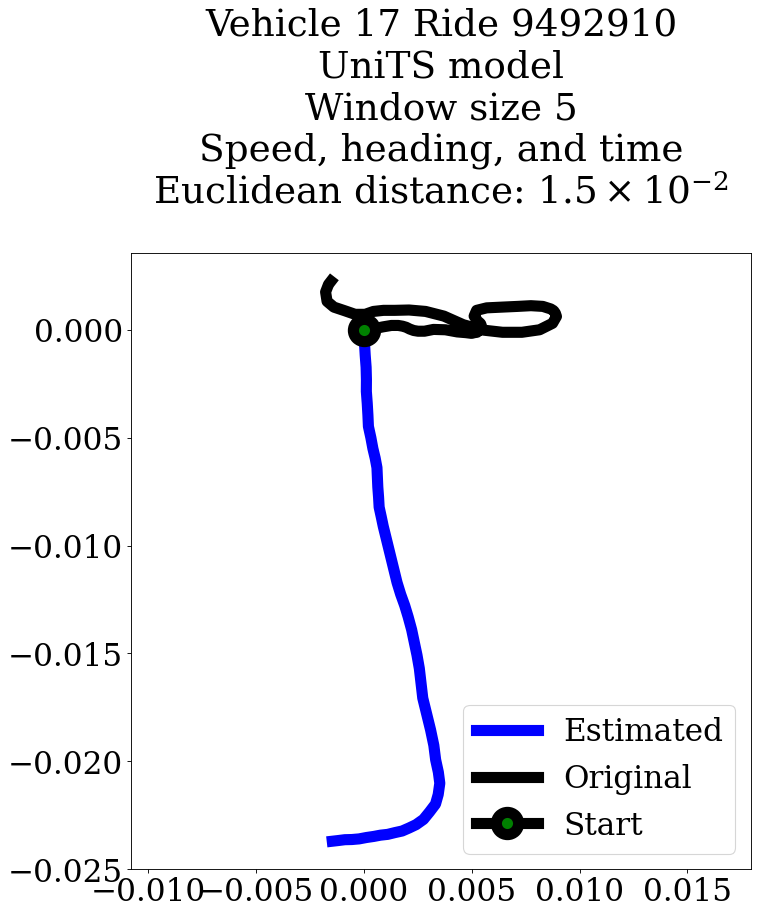 Vehicle 17 Ride 9492910
UniTS model
Window size 5
Speed, heading, and time
Euclidean distance: 1.5 × 10⁻²
0.000
−0.005
−0.010
−0.015
−0.020
−0.025
Estimated
Original
Start
−0.010 −0.005 0.000 0.005 0.010 0.015